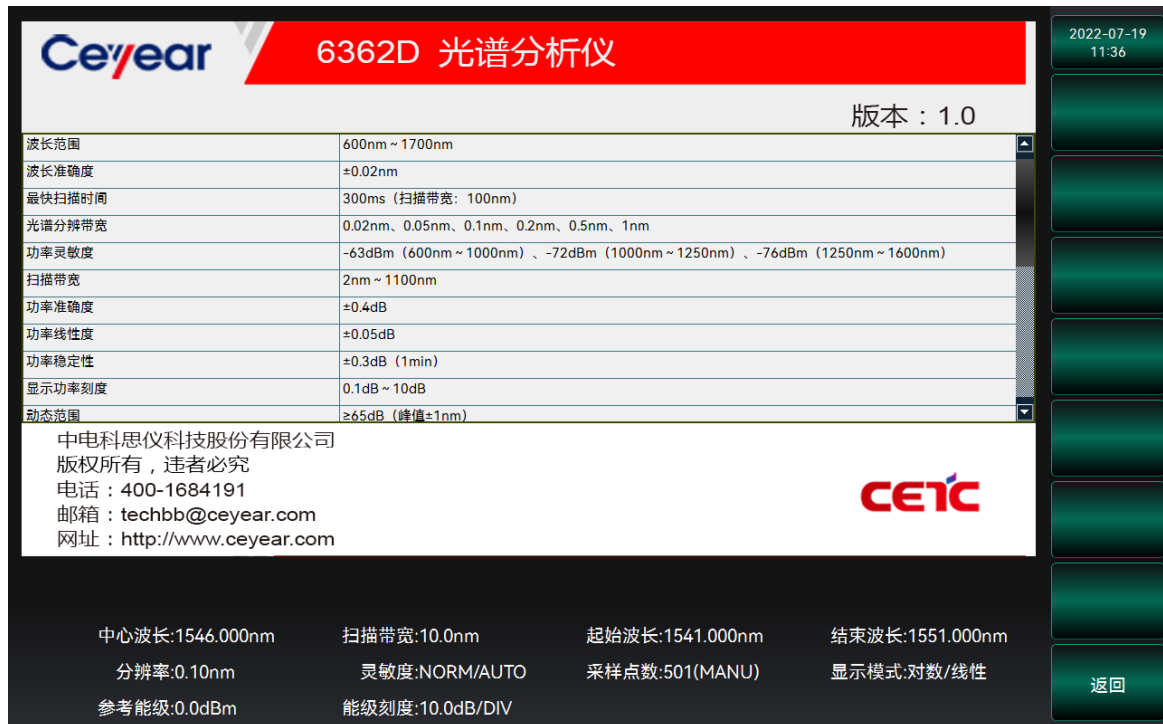 Ceyear 6362D 光谱分析仪
2022-07-19
11:36
版本：1.0
波长范围 600nm ~ 1700nm
波长准确度 ±0.02nm
最快扫描时间 300ms（扫描带宽：100nm）
光谱分辨带宽 0.02nm、0.05nm、0.1nm、0.2nm、0.5nm、1nm
功率灵敏度 -63dBm（600nm ~ 1000nm）、-72dBm（1000nm ~ 1250nm）、-76dBm（1250nm ~ 1600nm）
扫描带宽 2nm ~ 1100nm
功率准确度 ±0.4dB
功率线性度 ±0.05dB
功率稳定性 ±0.3dB（1min）
显示功率刻度 0.1dB ~ 10dB
动态范围 ≥65dB（峰值±1nm）
中电科思仪科技股份有限公司
版权所有，违者必究
电话：400-1684191
邮箱：techbb@ceyear.com
网址：http://www.ceyear.com
CETC
中心波长:1546.000nm 扫描带宽:10.0nm 起始波长:1541.000nm 结束波长:1551.000nm
分辨率:0.10nm 灵敏度:NORM/AUTO 采样点数:501(MANU) 显示模式:对数/线性
参考能级:0.0dBm 能级刻度:10.0dB/DIV
返回